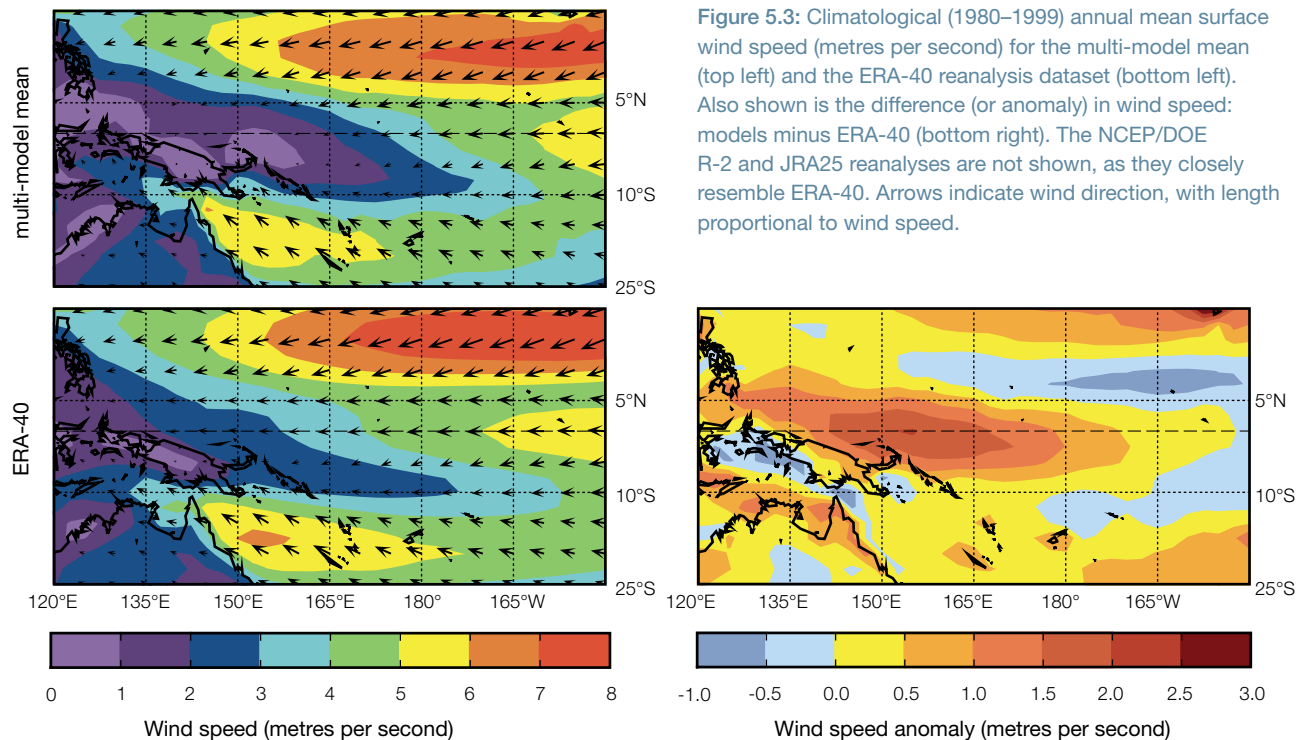 Figure 5.3: Climatological (1980–1999) annual mean surface
wind speed (metres per second) for the multi-model mean
(top left) and the ERA-40 reanalysis dataset (bottom left).
Also shown is the difference (or anomaly) in wind speed:
models minus ERA-40 (bottom right). The NCEP/DOE
R-2 and JRA25 reanalyses are not shown, as they closely
resemble ERA-40. Arrows indicate wind direction, with length
proportional to wind speed.
multi-model mean
5°N
10°S
25°S
ERA-40
5°N
10°S
25°S
120°E 135°E 150°E 165°E 180° 165°W
0 1 2 3 4 5 6 7 8
Wind speed (metres per second)
5°N
10°S
25°S
120°E 135°E 150°E 165°E 180° 165°W
-1.0 -0.5 0.0 0.5 1.0 1.5 2.0 2.5 3.0
Wind speed anomaly (metres per second)